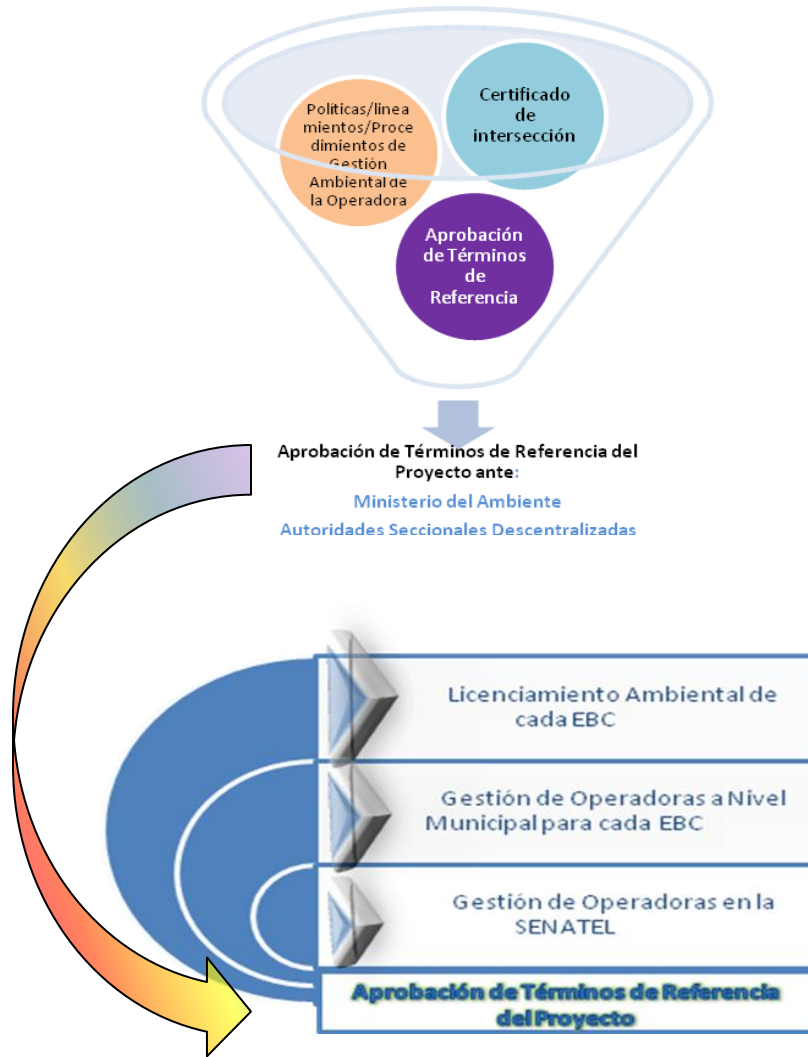 Políticas/linea
mientos/Proce
dimientos de
Gestión
Ambiental de
la Operadora
Certificado
de
intersección
Aprobación
de Términos
de
Referencia
Aprobación de Términos de Referencia del
Proyecto ante:
Ministerio del Ambiente
Autoridades Seccionales Descentralizadas
Licenciamiento Ambiental de
cada EBC
Gestión de Operadoras a Nivel
Municipal para cada EBC
Gestión de Operadoras en la
SENATEL
Aprobación de Términos de Referencia
del Proyecto